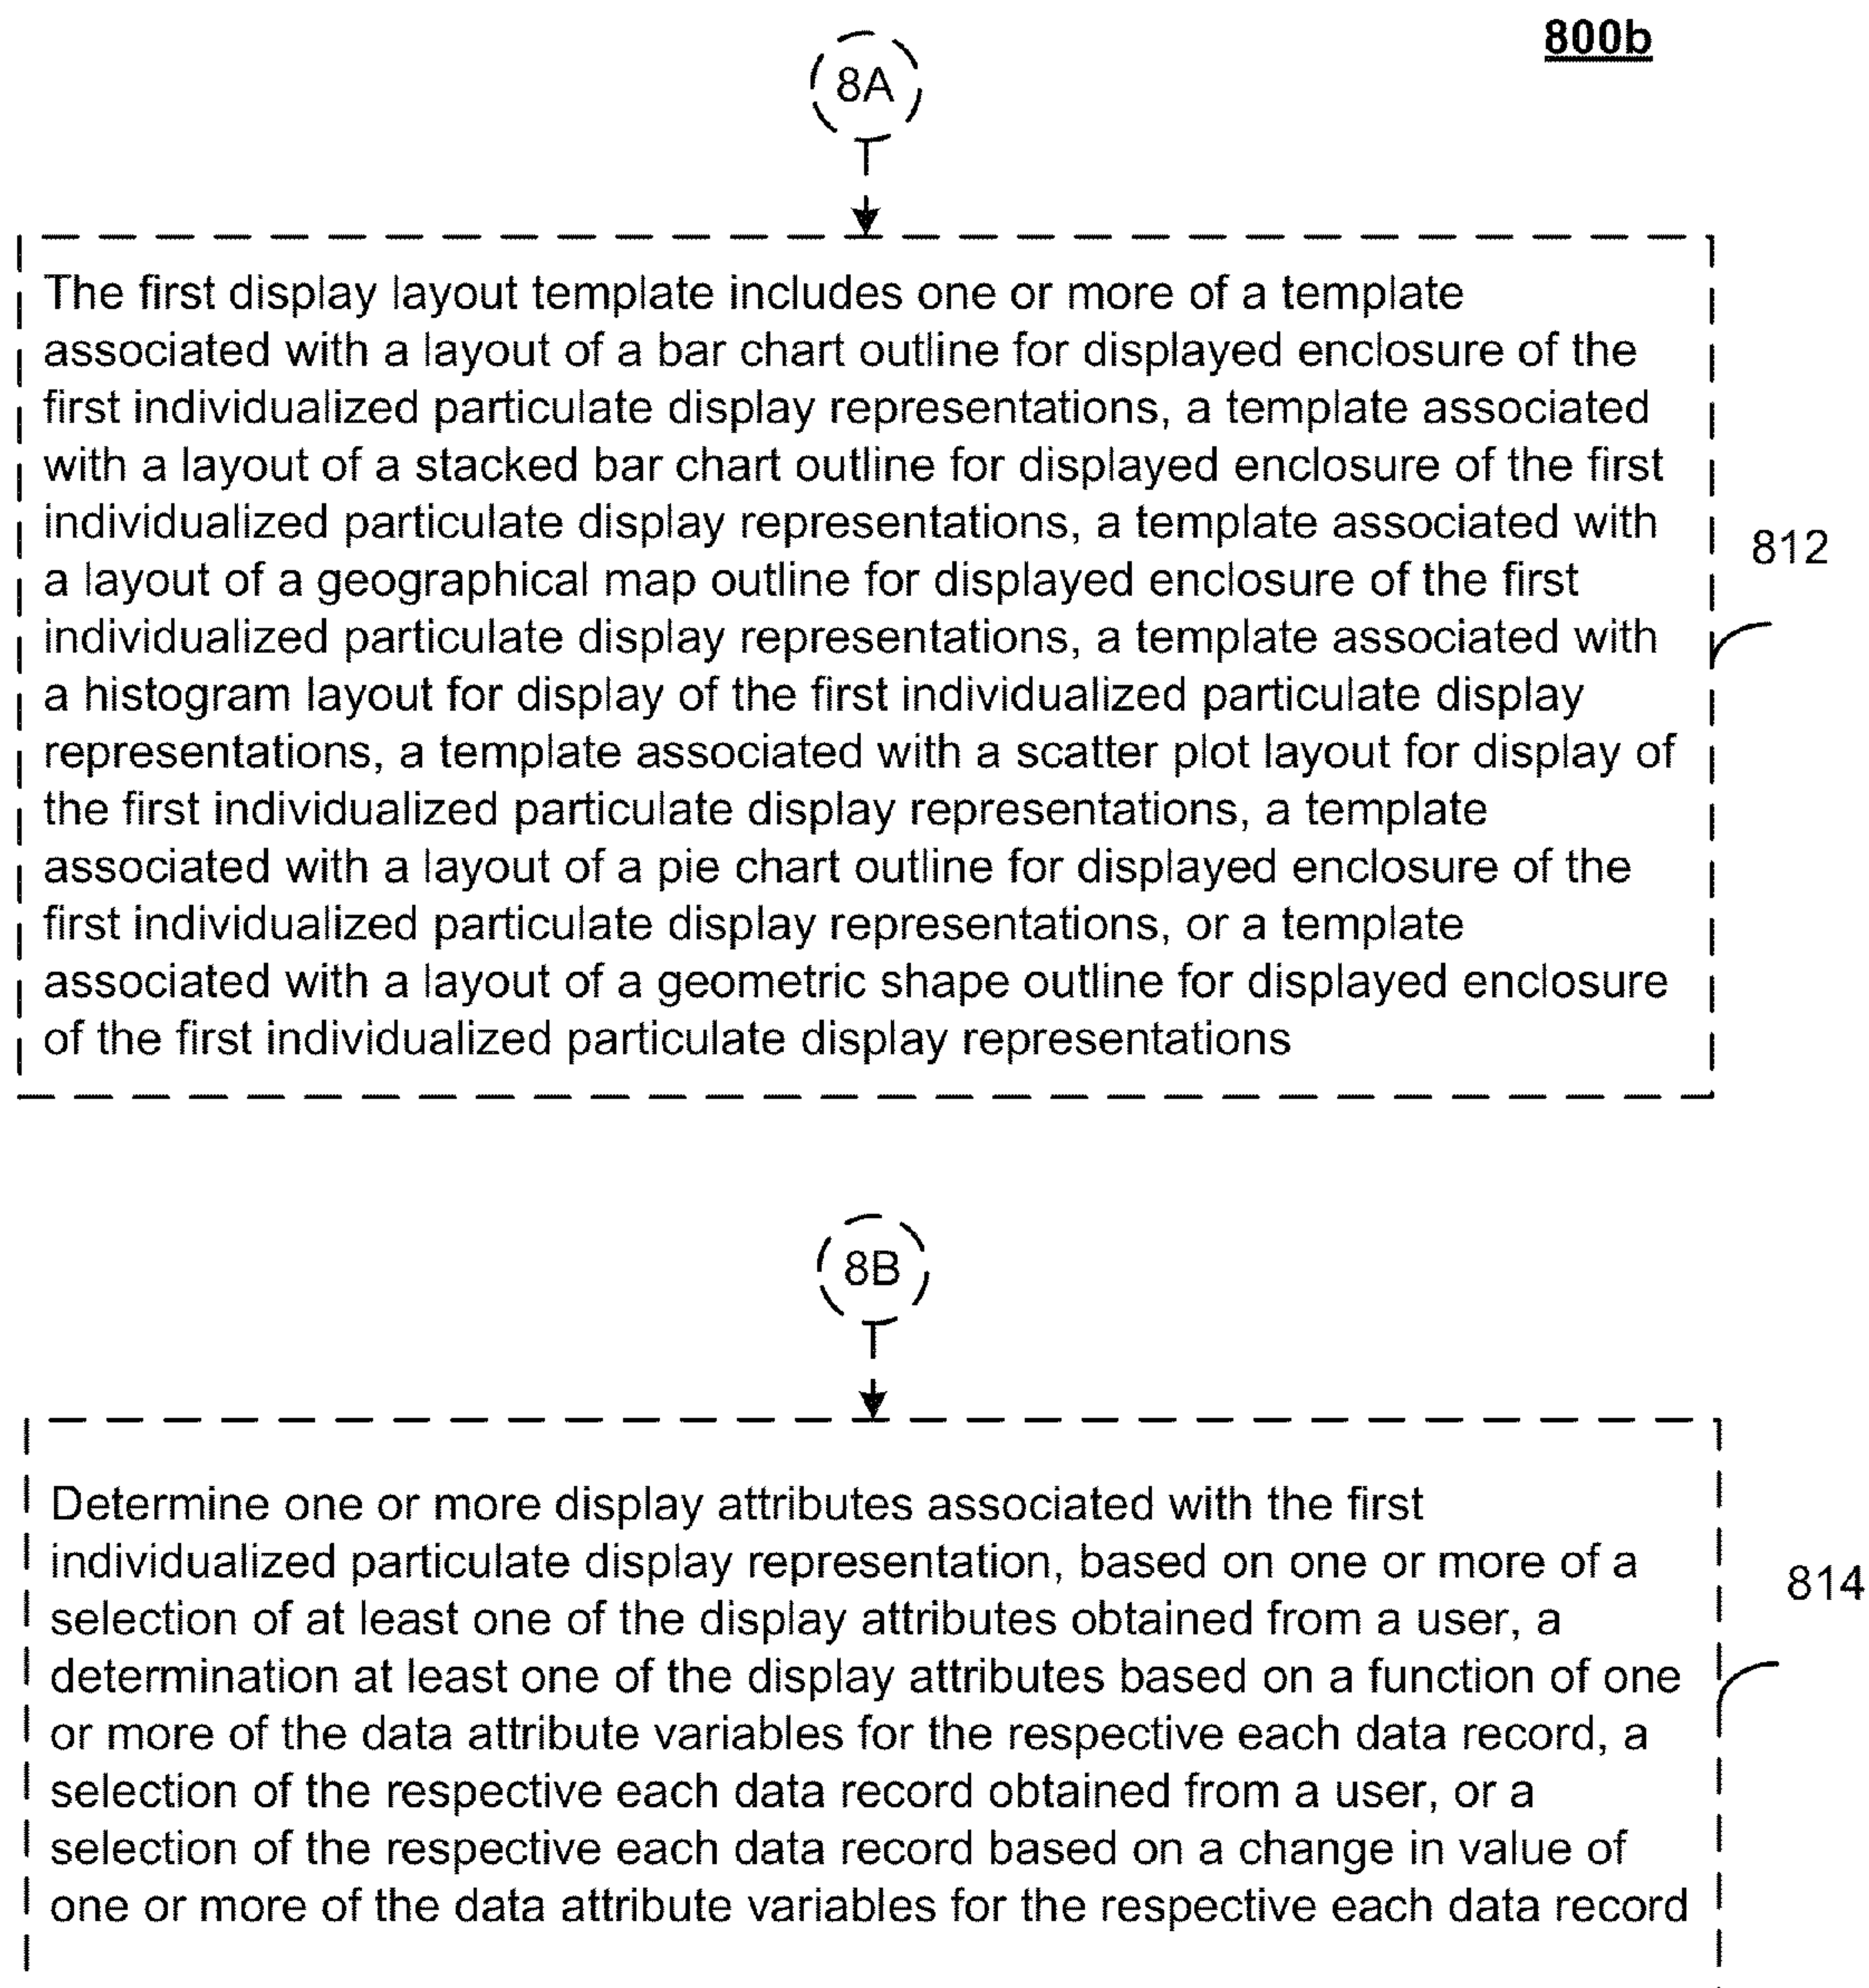 800b
8A
The first display layout template includes one or more of a template
associated with a layout of a bar chart outline for displayed enclosure of the
first individualized particulate display representations, a template associated
with a layout of a stacked bar chart outline for displayed enclosure of the first
individualized particulate display representations, a template associated with
a layout of a geographical map outline for displayed enclosure of the first
individualized particulate display representations, a template associated with
a histogram layout for display of the first individualized particulate display
representations, a template associated with a scatter plot layout for display of
the first individualized particulate display representations, a template
associated with a layout of a pie chart outline for displayed enclosure of the
first individualized particulate display representations, or a template
associated with a layout of a geometric shape outline for displayed enclosure
of the first individualized particulate display representations
812
8B
Determine one or more display attributes associated with the first
individualized particulate display representation, based on one or more of a
selection of at least one of the display attributes obtained from a user, a
determination at least one of the display attributes based on a function of one
or more of the data attribute variables for the respective each data record, a
selection of the respective each data record obtained from a user, or a
selection of the respective each data record based on a change in value of
one or more of the data attribute variables for the respective each data record
814